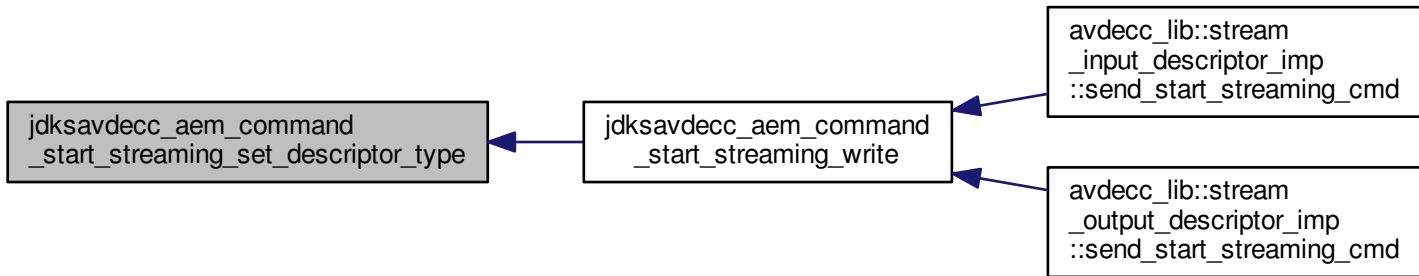 jdksavdecc_aem_command
_start_streaming_set_descriptor_type
jdksavdecc_aem_command
_start_streaming_write
avdecc_lib::stream
_input_descriptor_imp
::send_start_streaming_cmd
avdecc_lib::stream
_output_descriptor_imp
::send_start_streaming_cmd